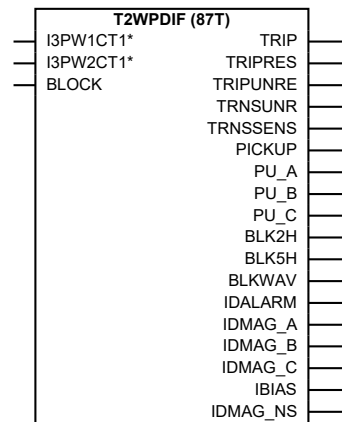 T2WPDIF (87T)
I3PW1CT1* TRIP
I3PW2CT1* TRIPRES
BLOCK TRIPUNRE
TRNSUNR
TRNSSENS
PICKUP
PU_A
PU_B
PU_C
BLK2H
BLK5H
BLKWAV
IDALARM
IDMAG_A
IDMAG_B
IDMAG_C
IBIAS
IDMAG_NS